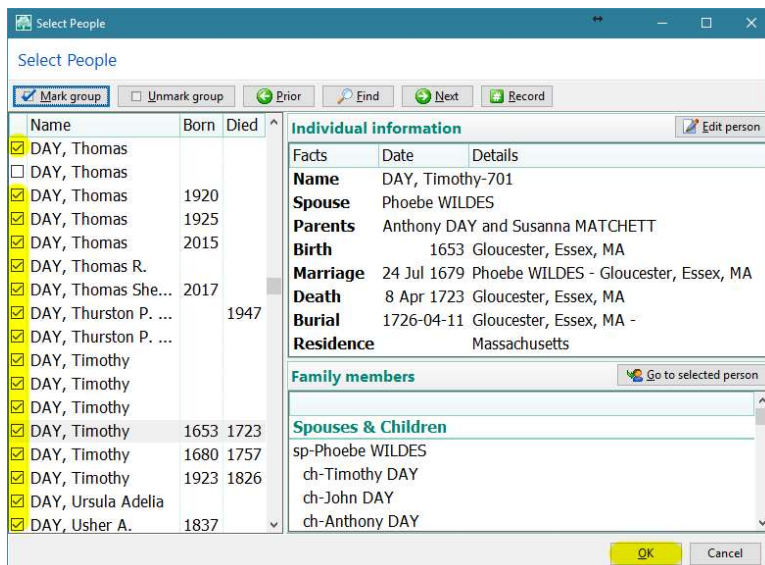 Select People
Select People
Mark group Unmark group Prior Find Next Record
Name Born Died
DAY, Thomas
DAY, Thomas
DAY, Thomas 1920
DAY, Thomas 1925
DAY, Thomas 2015
DAY, Thomas R.
DAY, Thomas She... 2017
DAY, Thurston P. ... 1947
DAY, Thurston P. ...
DAY, Timothy
DAY, Timothy
DAY, Timothy
DAY, Timothy 1653 1723
DAY, Timothy 1680 1757
DAY, Timothy 1923 1826
DAY, Ursula Adelia
DAY, Usher A. 1837
Individual information Edit person
Facts Date Details
Name DAY, Timothy-701
Spouse Phoebe WILDES
Parents Anthony DAY and Susanna MATCHETT
Birth 1653 Gloucester, Essex, MA
Marriage 24 Jul 1679 Phoebe WILDES - Gloucester, Essex, MA
Death 8 Apr 1723 Gloucester, Essex, MA
Burial 1726-04-11 Gloucester, Essex, MA -
Residence Massachusetts
Family members Go to selected person
Spouses & Children
sp-Phoebe WILDES
ch-Timothy DAY
ch-John DAY
ch-Anthony DAY
OK Cancel